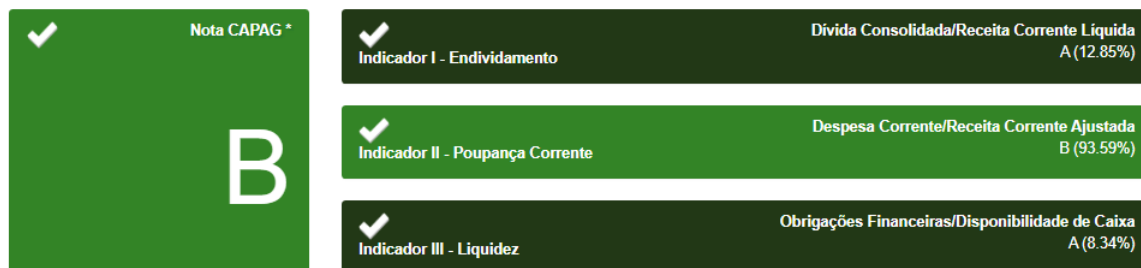 Nota CAPAG *
B
Dívida Consolidada/Receita Corrente Líquida
A (12.85%)
Indicador I - Endividamento
Despesa Corrente/Receita Corrente Ajustada
B (93.59%)
Indicador II - Poupança Corrente
Obrigações Financeiras/Disponibilidade de Caixa
A (8.34%)
Indicador III - Liquidez